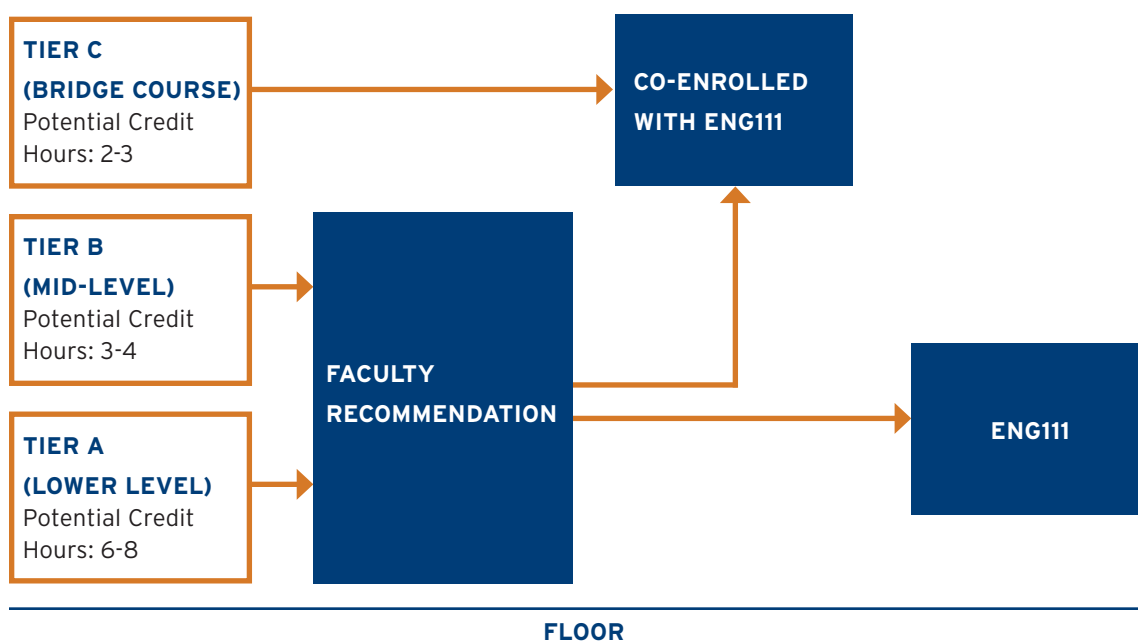 TIER C
(BRIDGE COURSE)
Potential Credit
Hours: 2-3
CO-ENROLLED
WITH ENG111
TIER B
(MID-LEVEL)
Potential Credit
Hours: 3-4
FACULTY
RECOMMENDATION
ENG111
TIER A
(LOWER LEVEL)
Potential Credit
Hours: 6-8
FLOOR